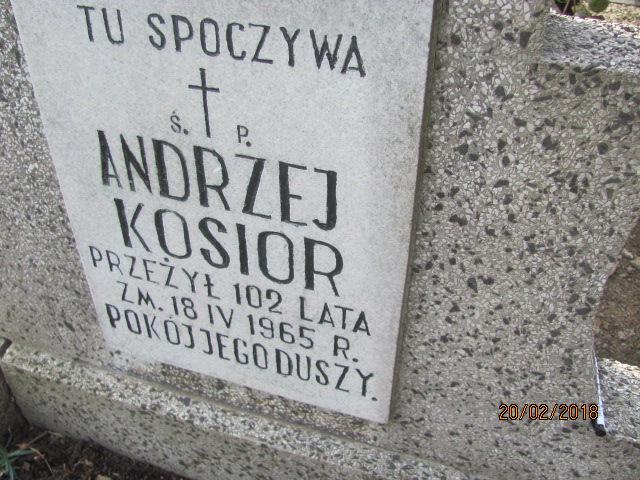 TU SPOCZYWA
Ś. P.
ANDRZEJ
KOSIOR
PRZEŻYŁ 102 LATA
ZM. 18 IV 1965 R.
POKÓJ JEGO DUSZY.
20/02/2018